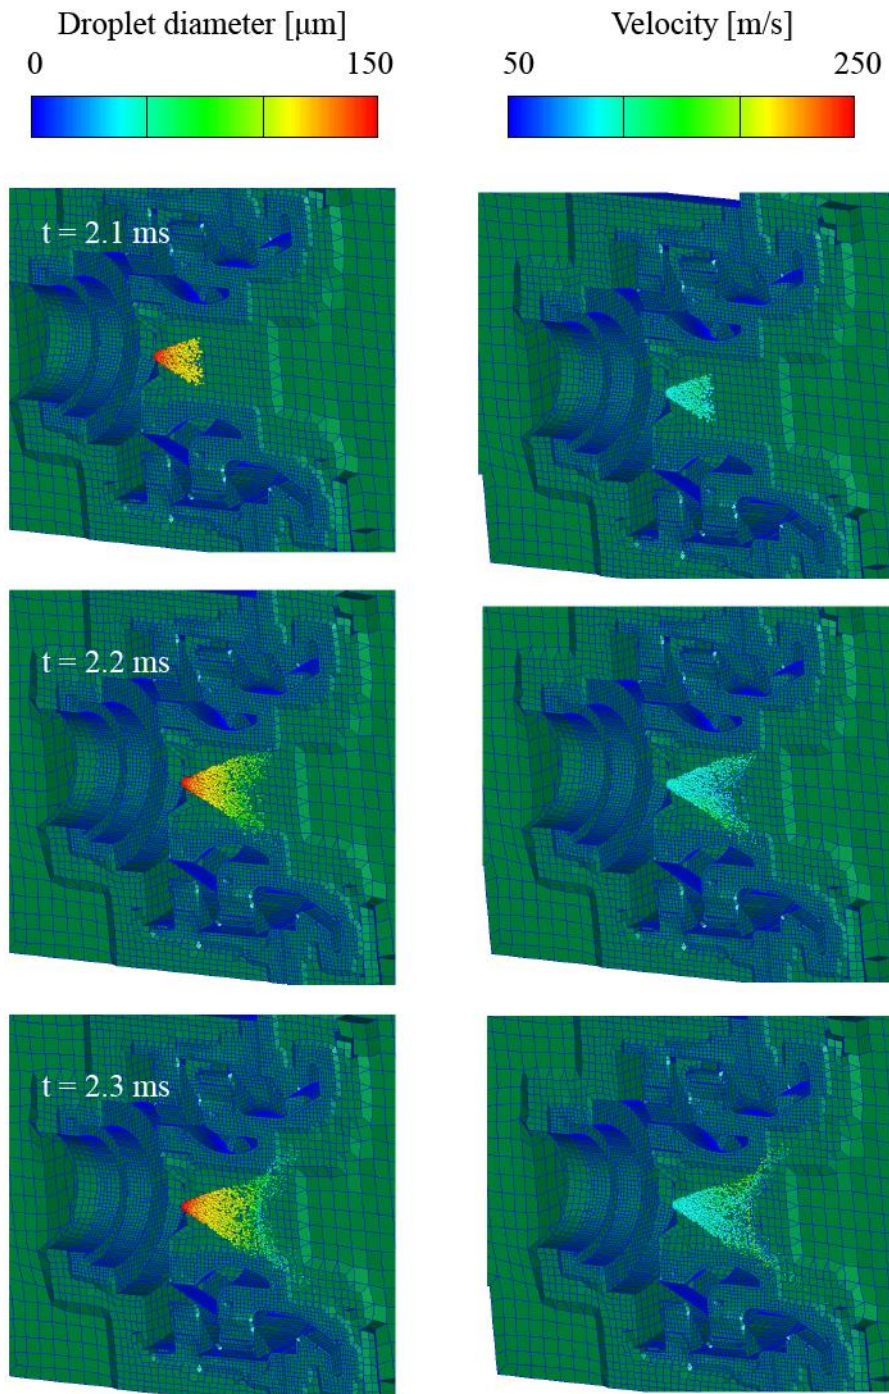 Droplet diameter [μm]
0 150
Velocity [m/s]
50 250
t = 2.1 ms
t = 2.2 ms
t = 2.3 ms